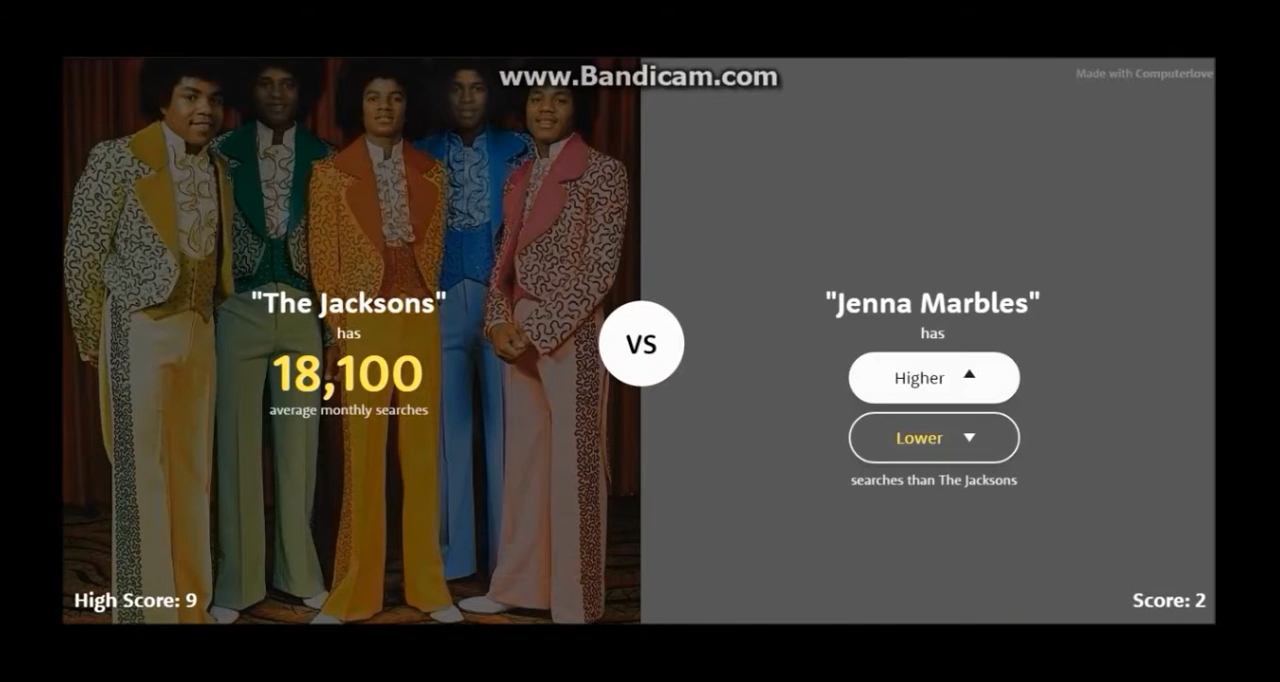 www.Bandicam.com
Made with Computerlove
"The Jacksons"
has
18,100
average monthly searches
VS
"Jenna Marbles"
has
Higher
Lower
searches than The Jacksons
High Score: 9
Score: 2